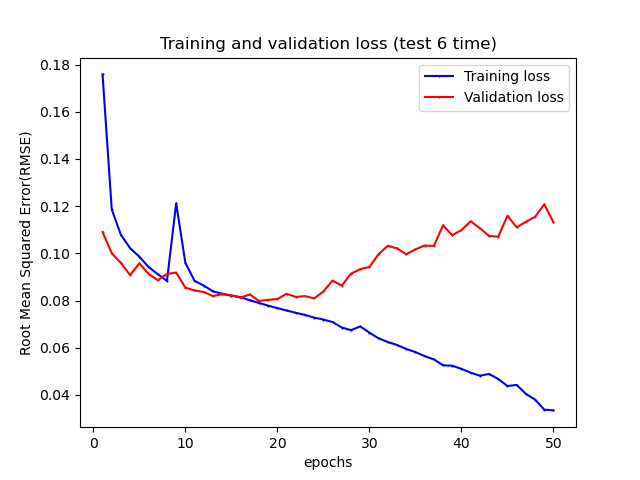 Training and validation loss (test 6 time)
Training loss
Validation loss
Root Mean Squared Error(RMSE)
0.18
0.16
0.14
0.12
0.10
0.08
0.06
0.04
0 10 20 30 40 50
epochs